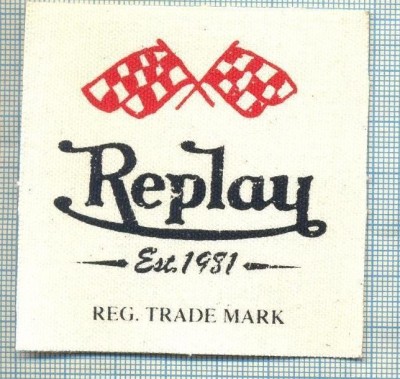 Replay
Est. 1981
REG. TRADE MARK